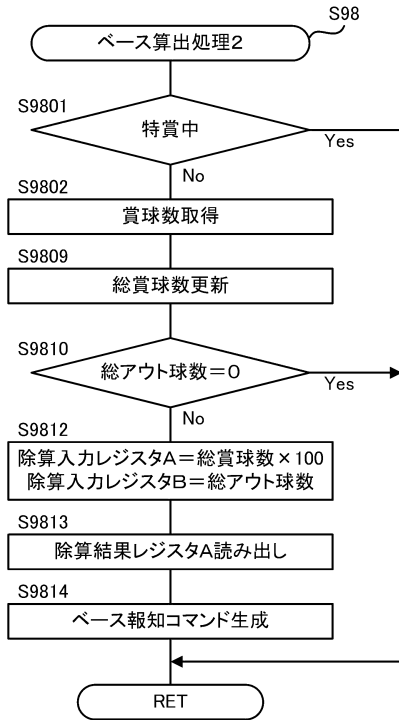 S98
ベース算出処理2
S9801
特賞中
Yes
No
S9802
賞球数取得
S9809
総賞球数更新
S9810
総アウト球数=0
Yes
No
S9812
除算入力レジスタA=総賞球数×100
除算入力レジスタB=総アウト球数
S9813
除算結果レジスタA読み出し
S9814
ベース報知コマンド生成
RET